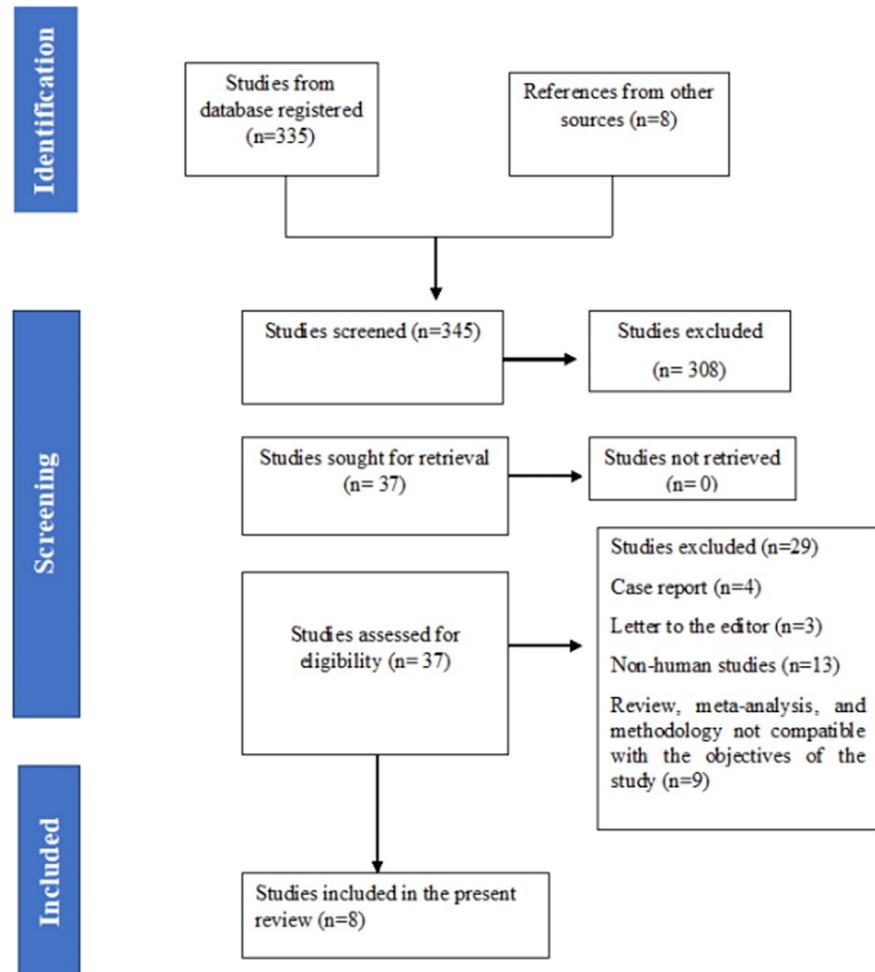 Identification
Studies from
database registered
(n=335)
References from other
sources (n=8)
Screening
Studies screened (n=345)
Studies excluded
(n= 308)
Studies sought for retrieval
(n= 37)
Studies not retrieved
(n= 0)
Studies assessed for
eligibility (n= 37)
Studies excluded (n=29)
Case report (n=4)
Letter to the editor (n=3)
Non-human studies (n=13)
Review, meta-analysis, and
methodology not compatible
with the objectives of the
study (n=9)
Included
Studies included in the present
review (n=8)